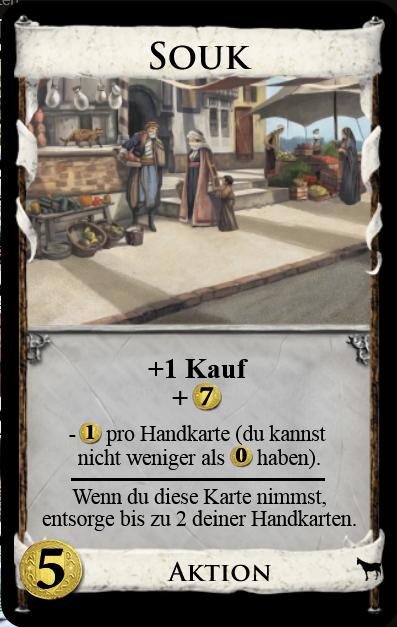 SOUK
+1 Kauf
+ 7
- 1 pro Handkarte (du kannst
nicht weniger als 0 haben).
Wenn du diese Karte nimmst,
entsorge bis zu 2 deiner Handkarten.
5 AKTION